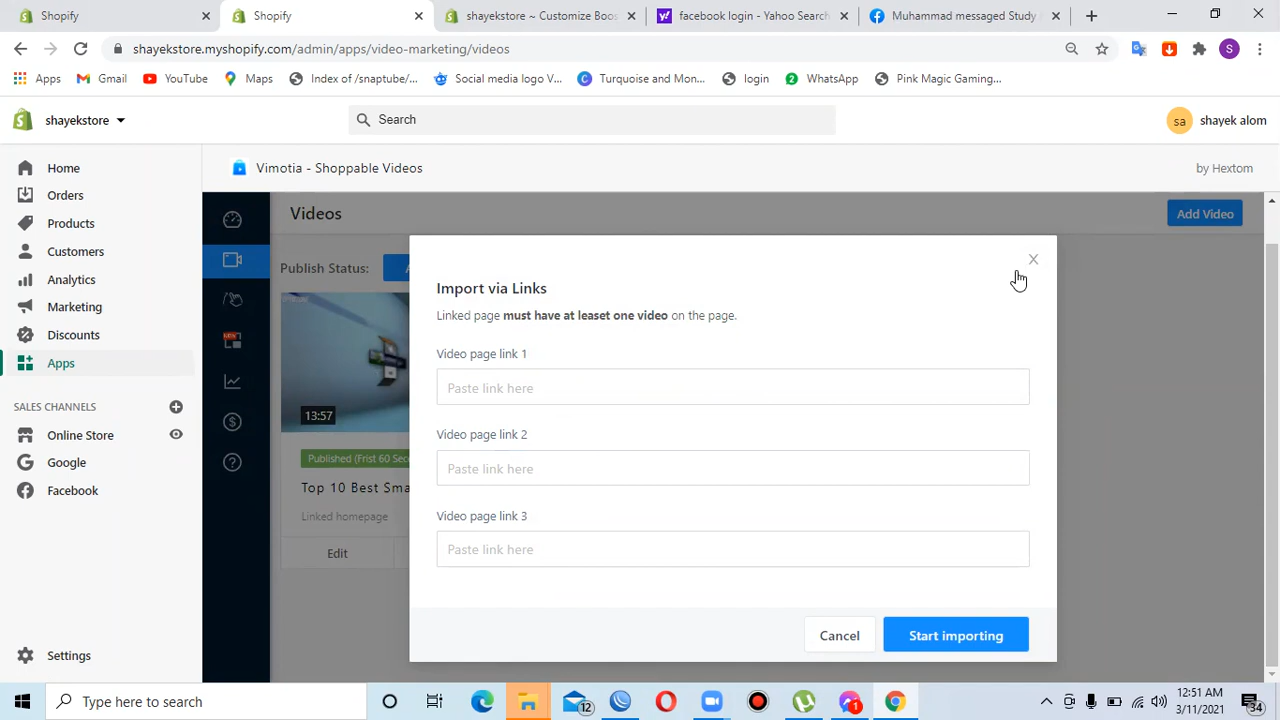 Shopify
Shopify
shayekstore ~ Customize Boos
facebook login - Yahoo Search
Muhammad messaged Study
shayekstore.myshopify.com/admin/apps/video-marketing/videos
S
Apps
Gmail
YouTube
Maps
Index of /snaptube/...
Social media logo V...
Turquoise and Mon...
login
2
WhatsApp
Pink Magic Gaming...
shayekstore
Search
sa
shayek alom
Home
Orders
Products
Customers
Analytics
Marketing
Discounts
Apps
SALES CHANNELS
Online Store
Google
Facebook
Settings
Vimotia - Shoppable Videos
by Hextom
Videos
Add Video
Publish Status:
13:57
Published (Frist 60 Seco
Top 10 Best Sma
Linked homepage
Edit
Import via Links
Linked page must have at leaset one video on the page.
Video page link 1
Paste link here
Video page link 2
Paste link here
Video page link 3
Paste link here
Cancel
Start importing
Type here to search
12
1
12:51 AM
3/11/2021
34